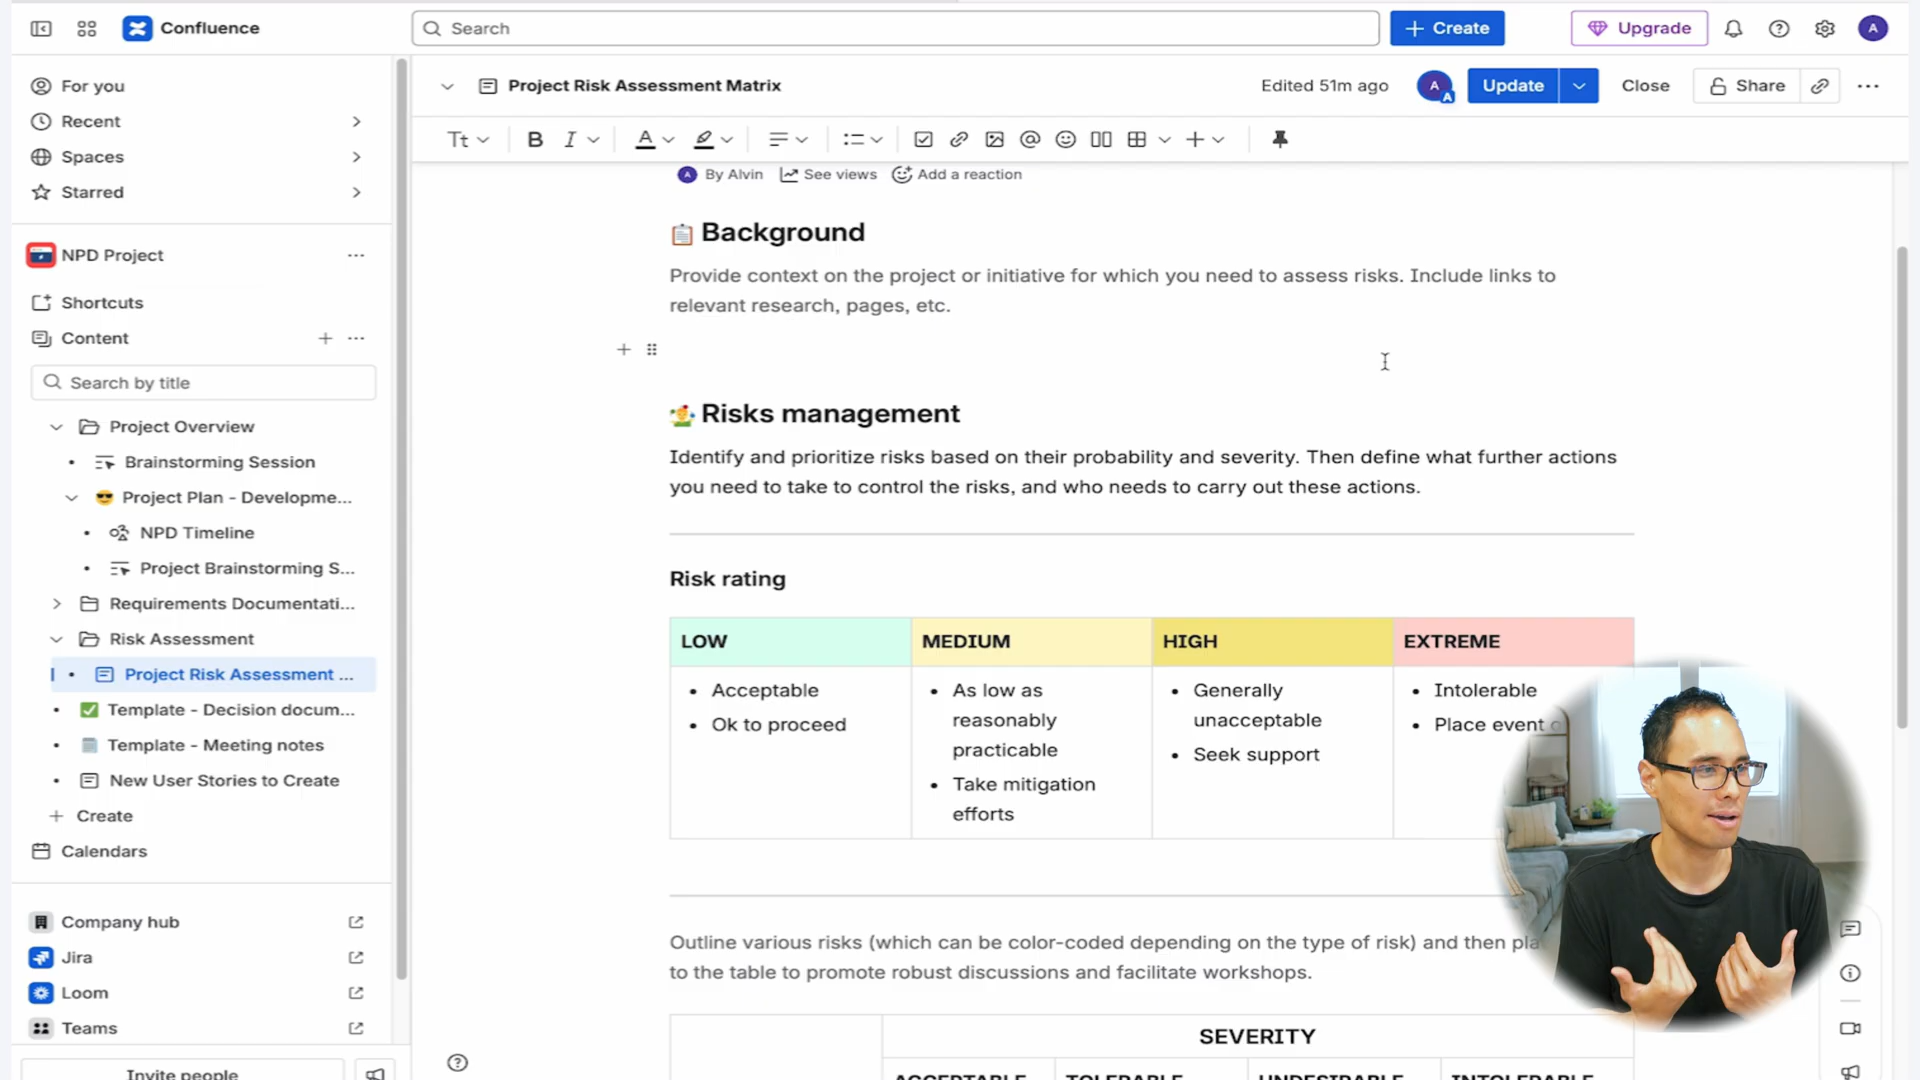 Confluence
Search
+ Create
Upgrade
A
For you
Recent
Spaces
Starred
NPD Project
Shortcuts
Content
Search by title
Project Overview
Brainstorming Session
Project Plan - Developme...
NPD Timeline
Project Brainstorming S...
Requirements Documentati...
Risk Assessment
Project Risk Assessment ...
Template - Decision docum...
Template - Meeting notes
New User Stories to Create
+ Create
Calendars
Company hub
Jira
Loom
Teams
Invite people
Project Risk Assessment Matrix
Edited 51m ago
A
A
Update
Close
Share
Tt
B
I
A
A By Alvin
See views
Add a reaction
Background
Provide context on the project or initiative for which you need to assess risks. Include links to
relevant research, pages, etc.
Risks management
Identify and prioritize risks based on their probability and severity. Then define what further actions
you need to take to control the risks, and who needs to carry out these actions.
Risk rating
LOW
MEDIUM
HIGH
EXTREME
• Acceptable
• Ok to proceed
• As low as
reasonably
practicable
• Take mitigation
efforts
• Generally
unacceptable
• Seek support
• Intolerable
• Place event
Outline various risks (which can be color-coded depending on the type of risk) and then pla
to the table to promote robust discussions and facilitate workshops.
SEVERITY
ACCEPTABLE
TOLERABLE
UNDESIRABLE
INTOLERABLE